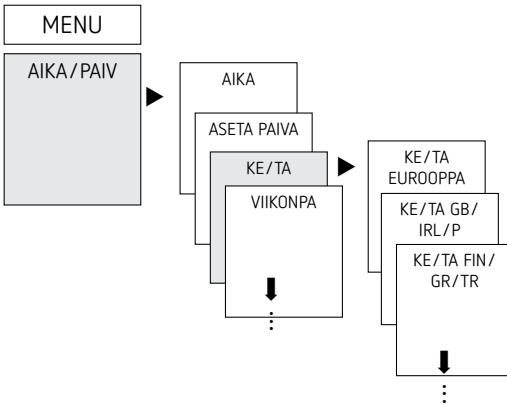 MENU
AIKA/PAIV
AIKA
ASETA PAIVA
KE/TA
VIIKONPA
KE/TA
EUROOPPA
KE/TA GB/
IRL/P
KE/TA FIN/
GR/TR